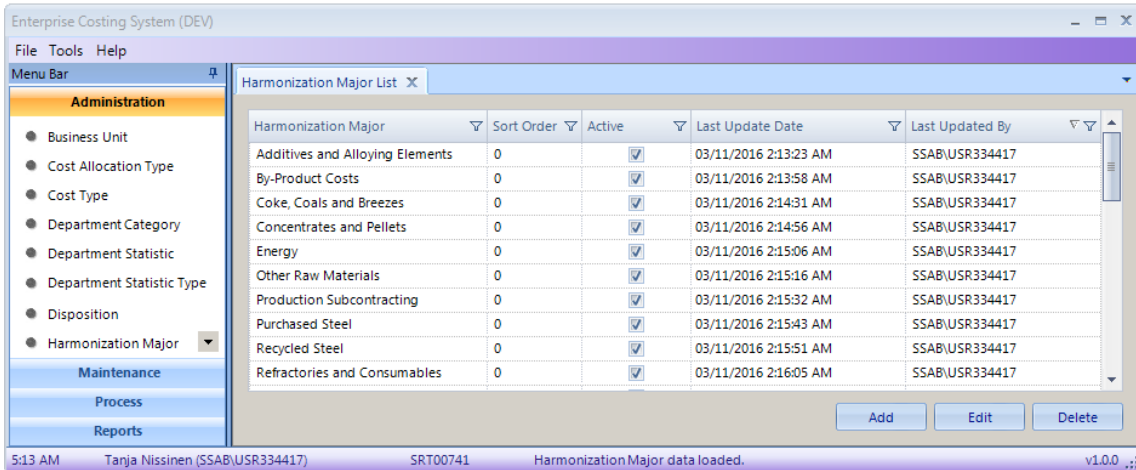 Enterprise Costing System (DEV)
File Tools Help
Menu Bar
Administration
Business Unit
Cost Allocation Type
Cost Type
Department Category
Department Statistic
Department Statistic Type
Disposition
Harmonization Major
Maintenance
Process
Reports
Harmonization Major List
Harmonization Major Sort Order Active Last Update Date Last Updated By
Additives and Alloying Elements 0 03/11/2016 2:13:23 AM SSAB\USR334417
By-Product Costs 0 03/11/2016 2:13:58 AM SSAB\USR334417
Coke, Coals and Breezes 0 03/11/2016 2:14:31 AM SSAB\USR334417
Concentrates and Pellets 0 03/11/2016 2:14:56 AM SSAB\USR334417
Energy 0 03/11/2016 2:15:06 AM SSAB\USR334417
Other Raw Materials 0 03/11/2016 2:15:16 AM SSAB\USR334417
Production Subcontracting 0 03/11/2016 2:15:32 AM SSAB\USR334417
Purchased Steel 0 03/11/2016 2:15:43 AM SSAB\USR334417
Recycled Steel 0 03/11/2016 2:15:51 AM SSAB\USR334417
Refractories and Consumables 0 03/11/2016 2:16:05 AM SSAB\USR334417
Add Edit Delete
5:13 AM Tanja Nissinen (SSAB\USR334417) SRT00741 Harmonization Major data loaded. v1.0.0